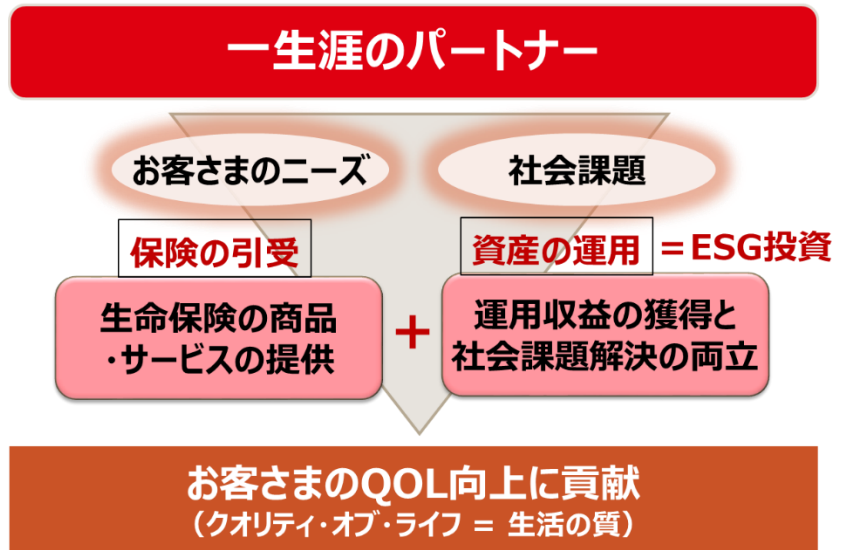 一生涯のパートナー
お客さまのニーズ
社会課題
保険の引受
資産の運用
＝ESG投資
生命保険の商品
・サービスの提供
＋
運用収益の獲得と
社会課題解決の両立
お客さまのQOL向上に貢献
（クオリティ・オブ・ライフ = 生活の質）